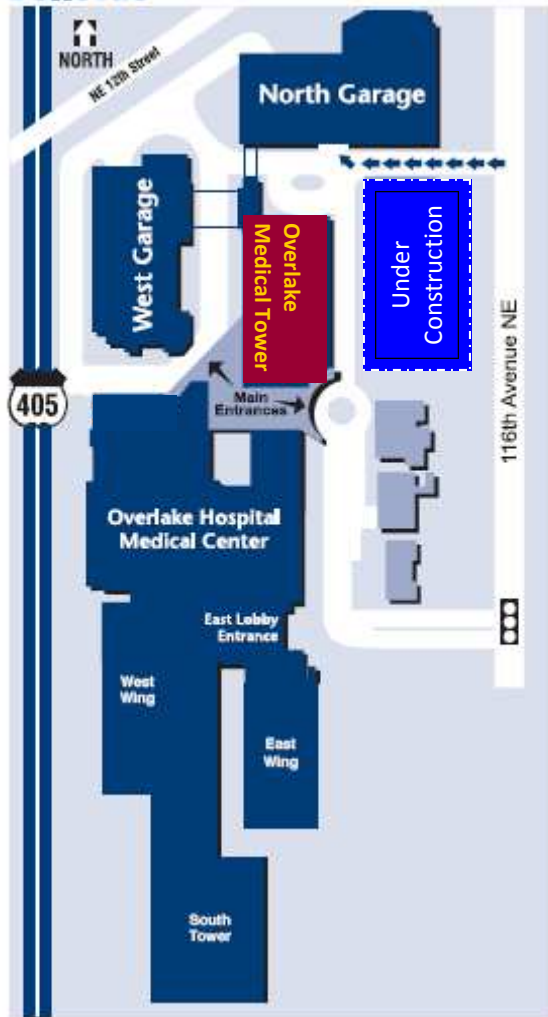 NORTH
NE 12th Street
North Garage
West Garage
Overlake
Medical Tower
Under
Construction
116th Avenue NE
405
Main
Entrances
Overlake Hospital
Medical Center
East Lobby
Entrance
West
Wing
East
Wing
South
Tower